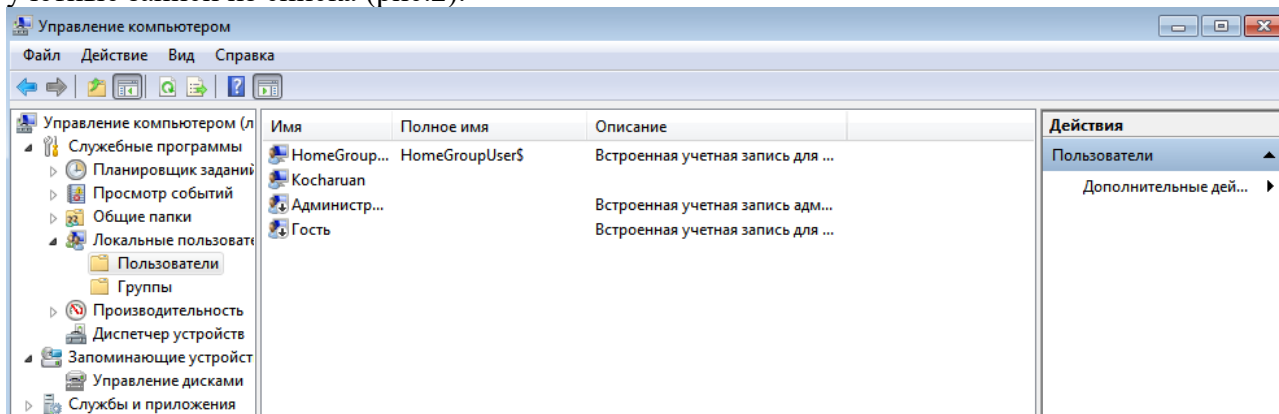 Управление компьютером
Файл Действие Вид Справка
Управление компьютером (л
Служебные программы
Планировщик заданий
Просмотр событий
Общие папки
Локальные пользовате
Пользователи
Группы
Производительность
Диспетчер устройств
Запоминающие устройст
Управление дисками
Службы и приложения
Имя Полное имя Описание
HomeGroup... HomeGroupUser$ Встроенная учетная запись для ...
Kocharuan
Администр... Встроенная учетная запись адм...
Гость Встроенная учетная запись для ...
Действия
Пользователи
Дополнительные дей...